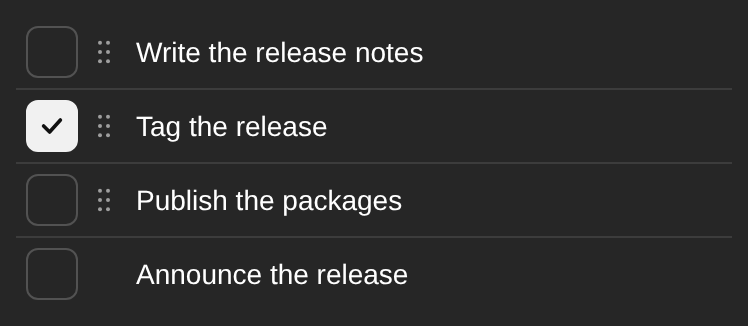 Write the release notes
Tag the release
Publish the packages
Announce the release